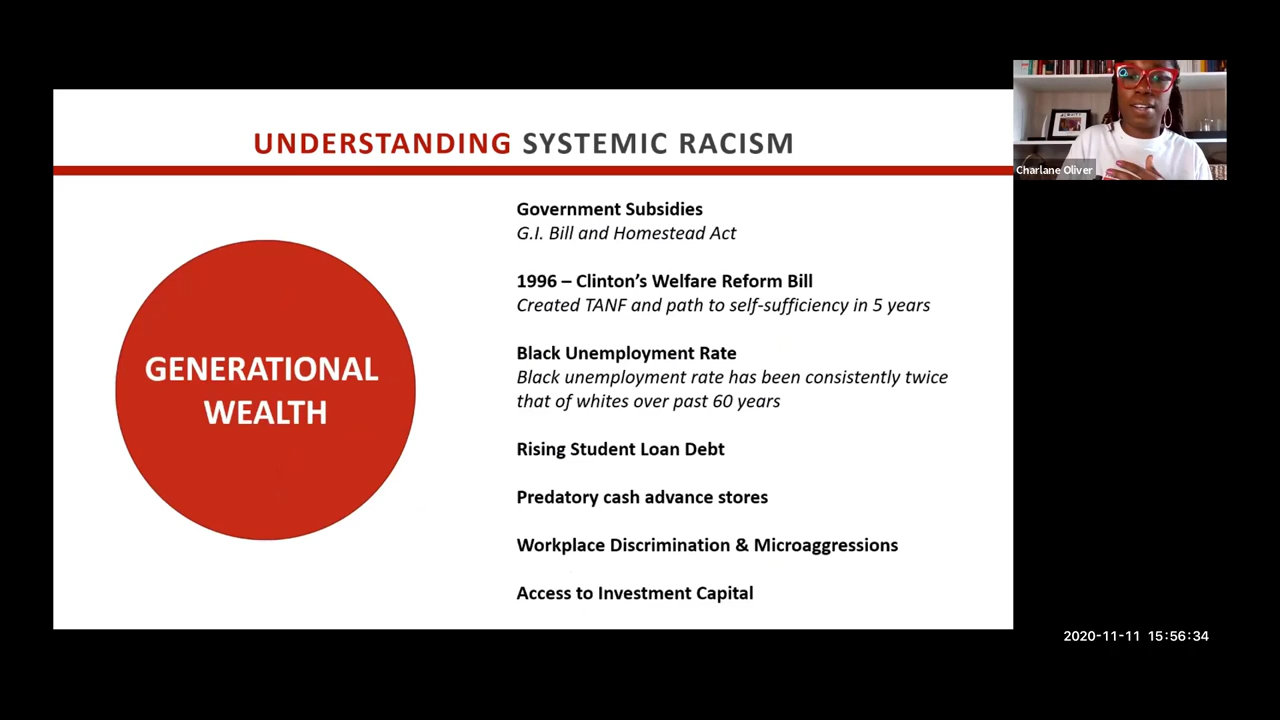 UNDERSTANDING SYSTEMIC RACISM
GENERATIONAL
WEALTH
Government Subsidies
G.I. Bill and Homestead Act
1996 – Clinton's Welfare Reform Bill
Created TANF and path to self-sufficiency in 5 years
Black Unemployment Rate
Black unemployment rate has been consistently twice
that of whites over past 60 years
Rising Student Loan Debt
Predatory cash advance stores
Workplace Discrimination & Microaggressions
Access to Investment Capital
Charlane Oliver
2020-11-11 15:56:34